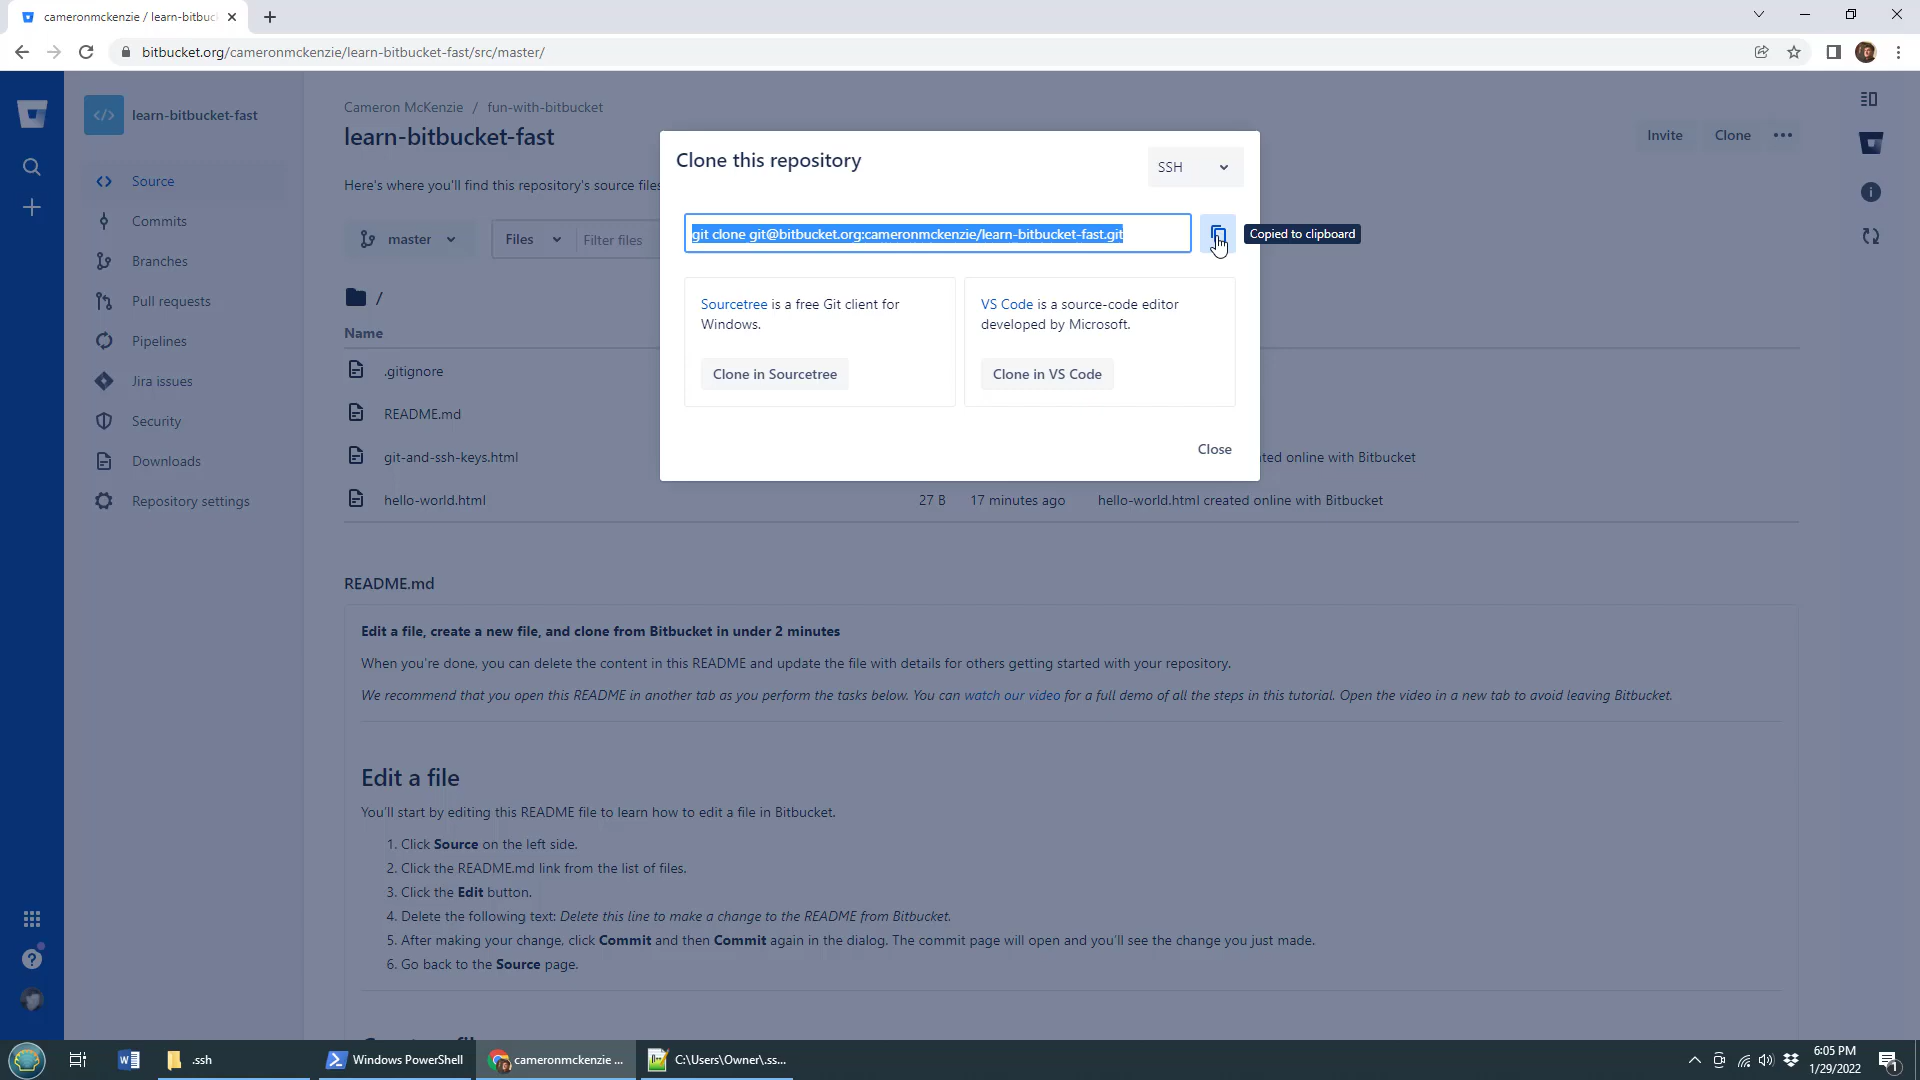 cameronmckenzie / learn-bitbuc
bitbucket.org/cameronmckenzie/learn-bitbucket-fast/src/master/
learn-bitbucket-fast
Source
Commits
Branches
Pull requests
Pipelines
Jira issues
Security
Downloads
Repository settings
Cameron McKenzie / fun-with-bitbucket
learn-bitbucket-fast
Invite
Clone
Here's where you'll find this repository's source files
master
Files
Filter files
/
Name
.gitignore
README.md
git-and-ssh-keys.html
ted online with Bitbucket
hello-world.html 27 B 17 minutes ago hello-world.html created online with Bitbucket
Clone this repository
SSH
git clone git@bitbucket.org:cameronmckenzie/learn-bitbucket-fast.git
Copied to clipboard
Sourcetree is a free Git client for
Windows.
Clone in Sourcetree
VS Code is a source-code editor
developed by Microsoft.
Clone in VS Code
Close
README.md
Edit a file, create a new file, and clone from Bitbucket in under 2 minutes
When you're done, you can delete the content in this README and update the file with details for others getting started with your repository.
We recommend that you open this README in another tab as you perform the tasks below. You can watch our video for a full demo of all the steps in this tutorial. Open the video in a new tab to avoid leaving Bitbucket.
Edit a file
You'll start by editing this README file to learn how to edit a file in Bitbucket.
1. Click Source on the left side.
2. Click the README.md link from the list of files.
3. Click the Edit button.
4. Delete the following text: Delete this line to make a change to the README from Bitbucket.
5. After making your change, click Commit and then Commit again in the dialog. The commit page will open and you'll see the change you just made.
6. Go back to the Source page.
.ssh
Windows PowerShell
cameronmckenzie ...
C:\Users\Owner\.ss...
6:05 PM
1/29/2022
1